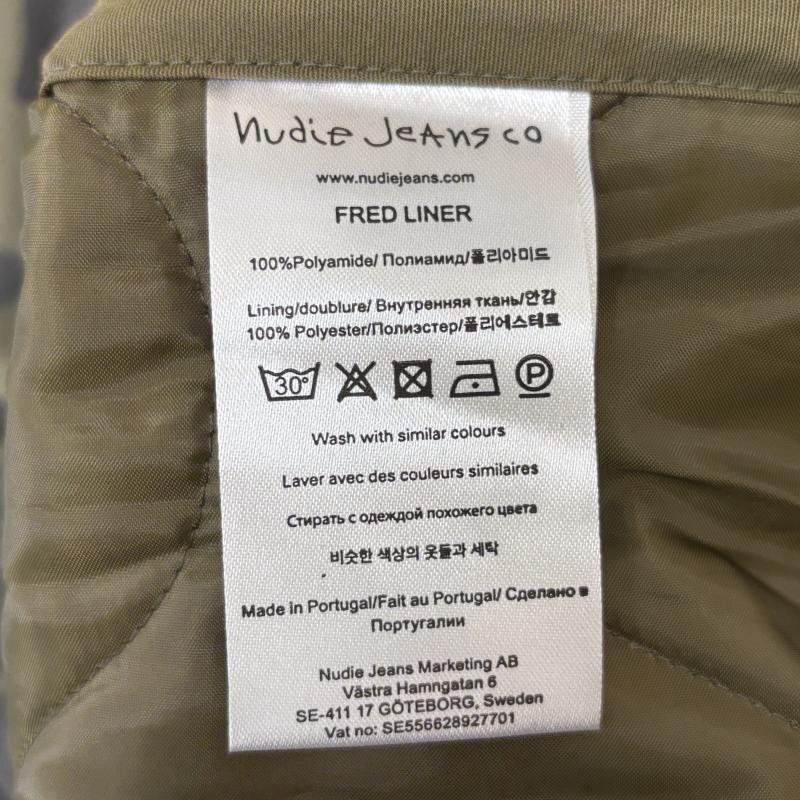 Nudie Jeans co
www.nudiejeans.com
FRED LINER
100%Polyamide/ Полиамид/폴리아미드
Lining/doublure/ Внутренняя ткань/안감
100% Polyester/Полиэстер/폴리에스테르
30°
P
Wash with similar colours
Laver avec des couleurs similaires
Стирать с одеждой похожего цвета
비슷한 색상의 옷들과 세탁
Made in Portugal/Fait au Portugal/ Сделано в
Португалии
Nudie Jeans Marketing AB
Västra Hamngatan 6
SE-411 17 GÖTEBORG, Sweden
Vat no: SE556628927701